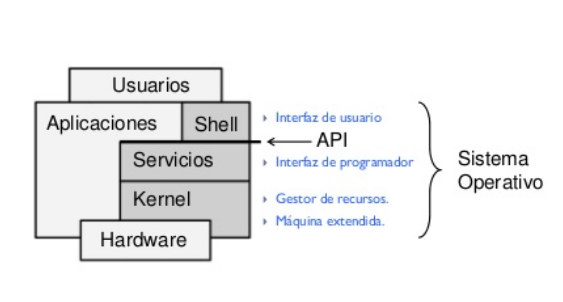 Usuarios
Aplicaciones
Shell
Interfaz de usuario
API
Servicios
Interfaz de programador
Kernel
Gestor de recursos.
Máquina extendida.
Hardware
Sistema
Operativo